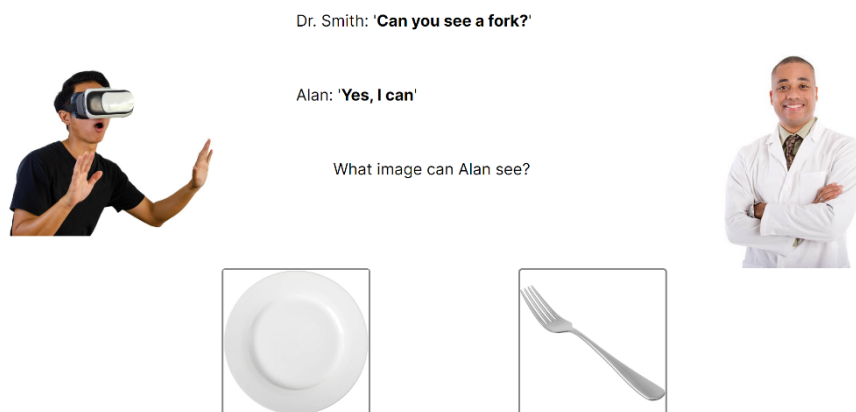 Dr. Smith: 'Can you see a fork?'
Alan: 'Yes, I can'
What image can Alan see?